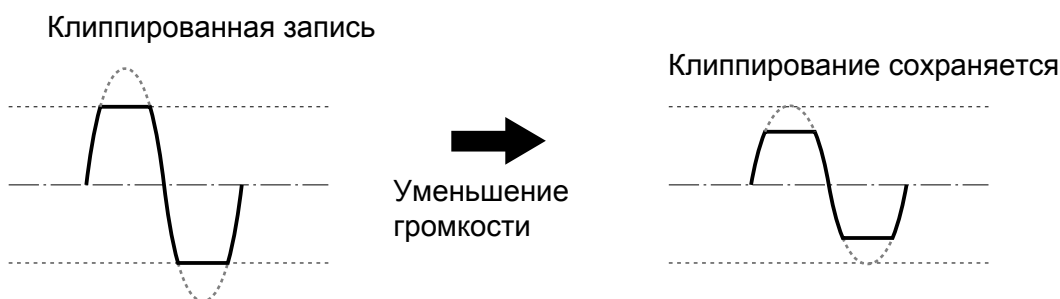 Клиппированная запись
Клиппирование сохраняется
Уменьшение
громкости